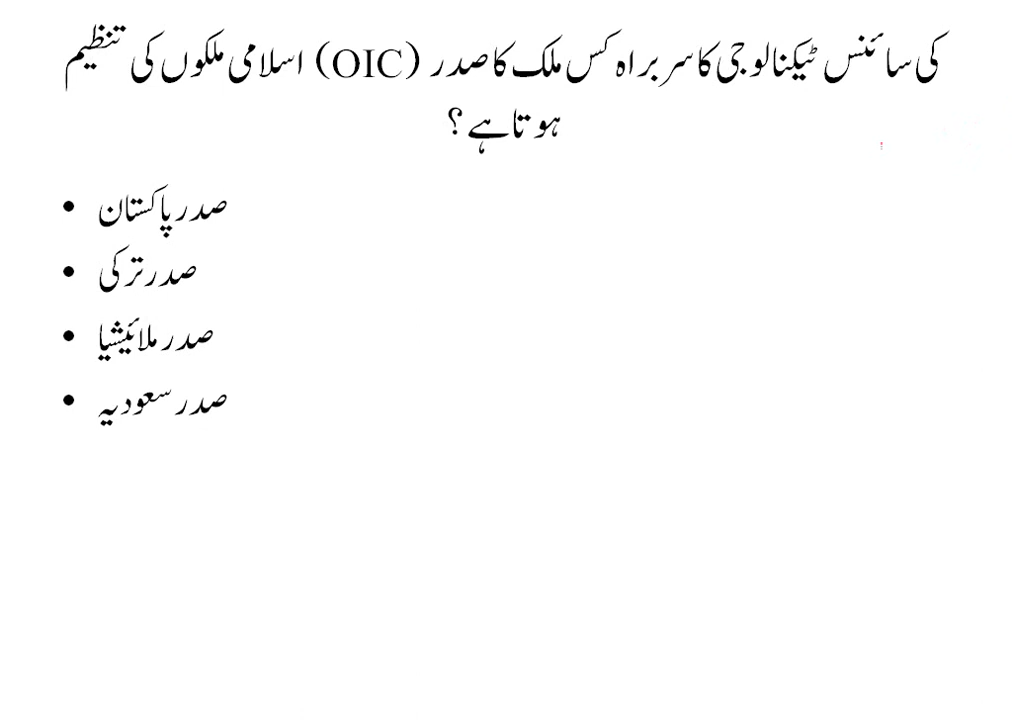 اسلامی ملکوں کی تنظیم (OIC) کی سائنس ٹیکنالوجی کا سربراہ کس ملک کا صدر
ہوتا ہے؟
• صدر پاکستان
• صدر ترکی
• صدر ملائیشیا
• صدر سعودیہ